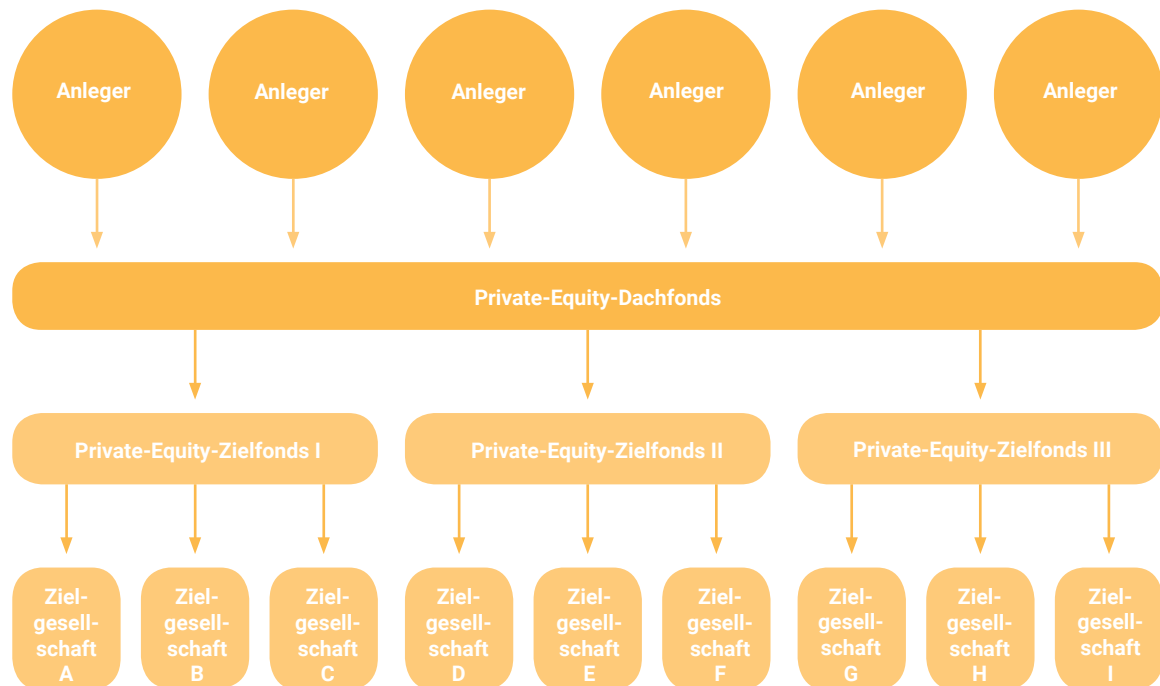 Anleger
Anleger
Anleger
Anleger
Anleger
Anleger
Private-Equity-Dachfonds
Private-Equity-Zielfonds I
Private-Equity-Zielfonds II
Private-Equity-Zielfonds III
Ziel-
gesell-
schaft
A
Ziel-
gesell-
schaft
B
Ziel-
gesell-
schaft
C
Ziel-
gesell-
schaft
D
Ziel-
gesell-
schaft
E
Ziel-
gesell-
schaft
F
Ziel-
gesell-
schaft
G
Ziel-
gesell-
schaft
H
Ziel-
gesell-
schaft
I